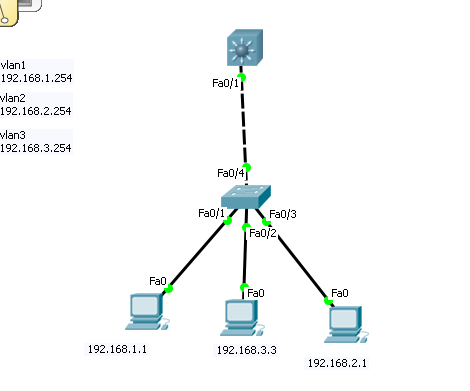 Fa0/1
vlan1
192.168.1.254
vlan2
192.168.2.254
vlan3
192.168.3.254
Fa0/4
Fa0/1
Fa0/3
Fa0/2
Fa0
Fa0
Fa0
192.168.1.1
192.168.3.3
192.168.2.1